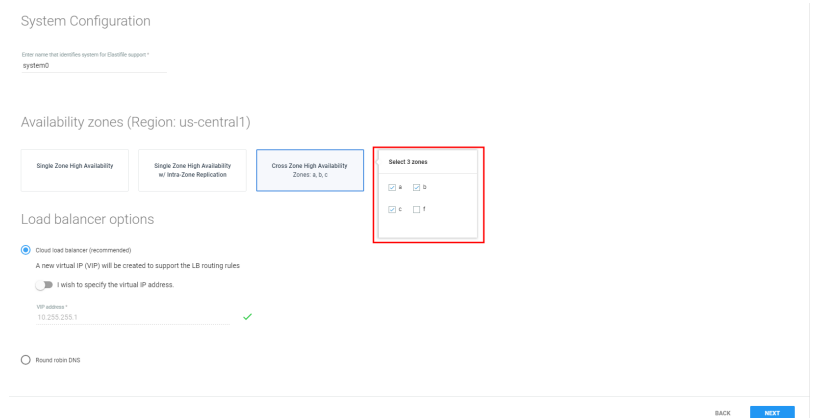 System Configuration
Enter name that identifies system for Elastifile support *
system0
Availability zones (Region: us-central1)
Single Zone High Availability
Single Zone High Availability
w/ Intra-Zone Replication
Cross Zone High Availability
Zones: a, b, c
Select 3 zones
a b
c f
Load balancer options
Cloud load balancer (recommended)
A new virtual IP (VIP) will be created to support the LB routing rules
I wish to specify the virtual IP address.
VIP address *
10.255.255.1
Round robin DNS
BACK NEXT